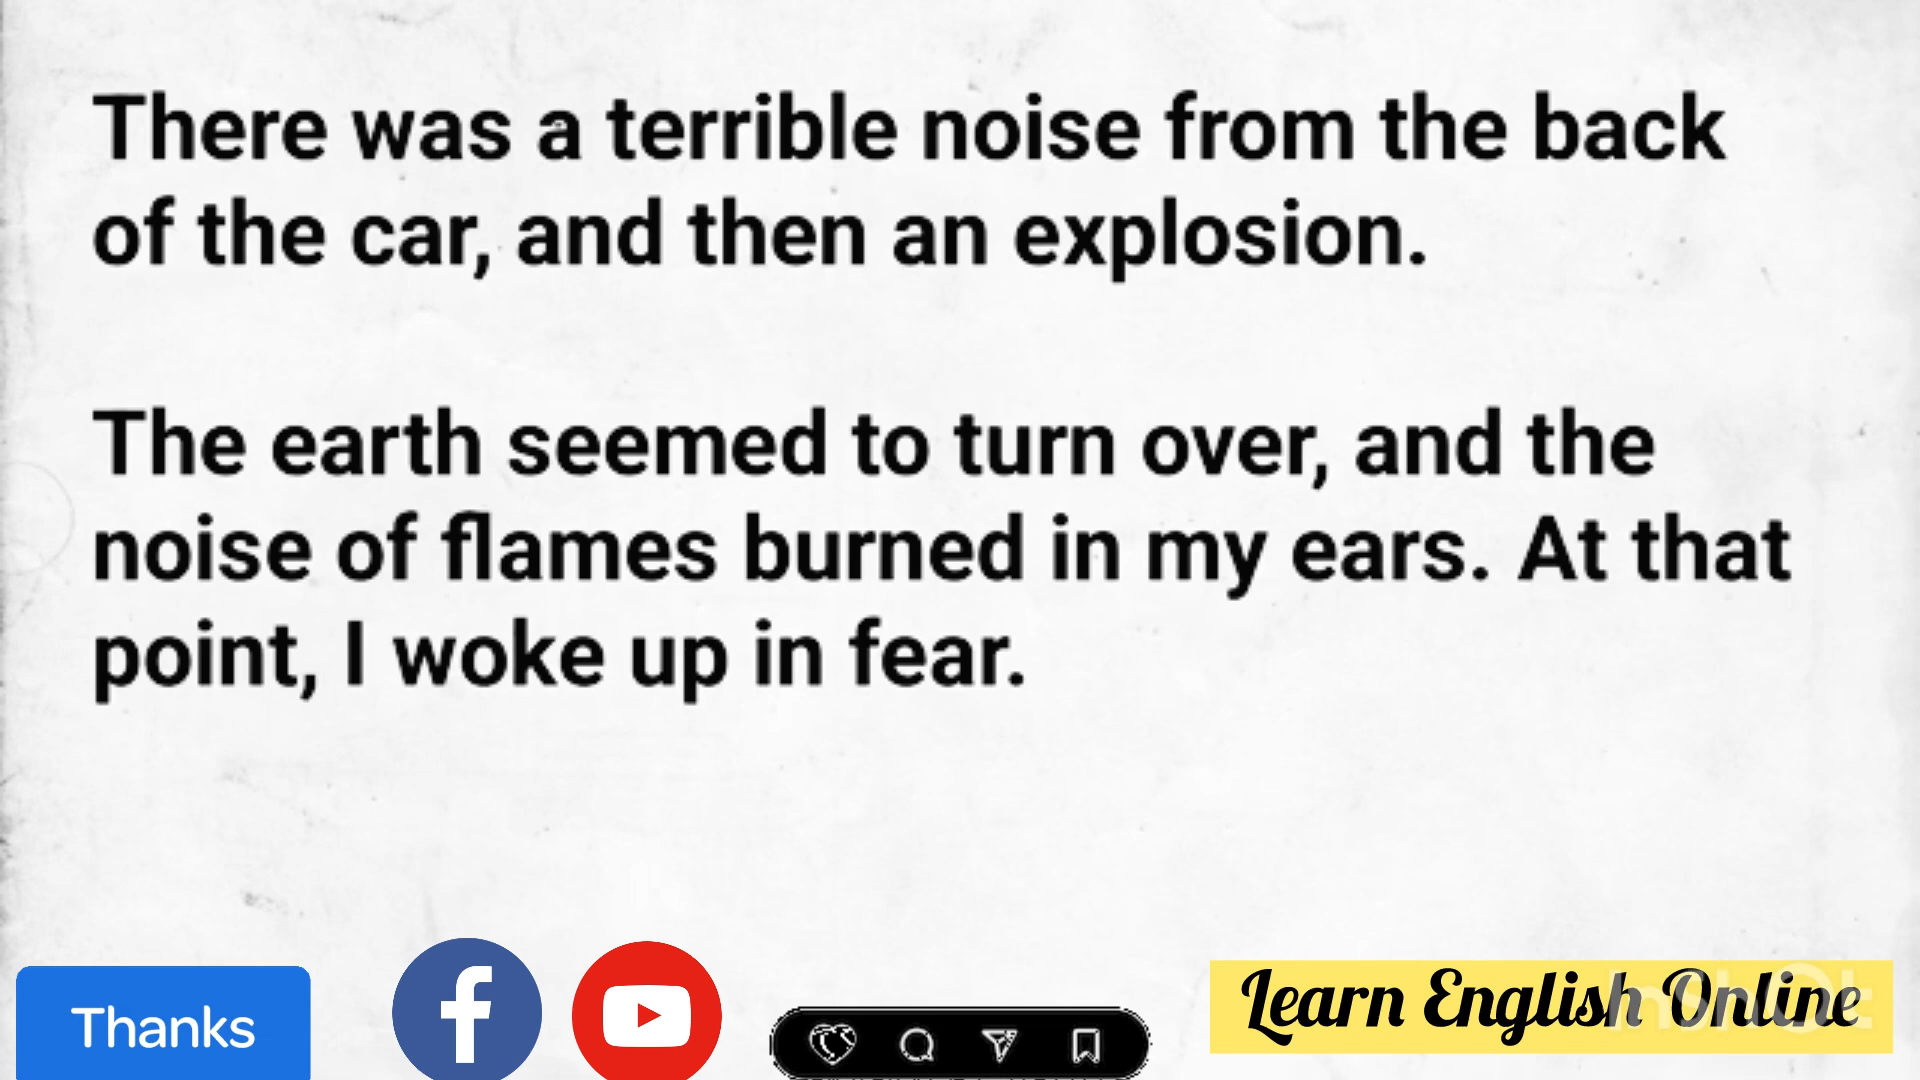 There was a terrible noise from the back
of the car, and then an explosion.
The earth seemed to turn over, and the
noise of flames burned in my ears. At that
point, I woke up in fear.
Thanks
Learn English Online
InShOt